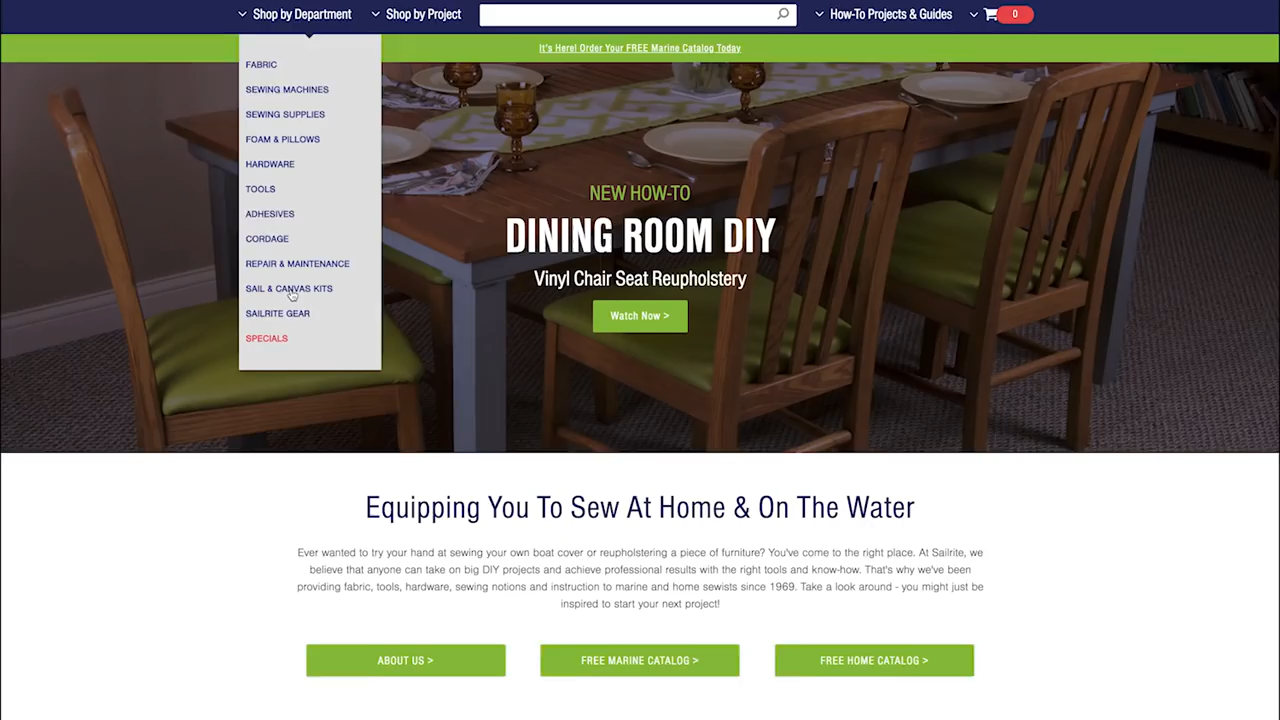 Shop by Department
Shop by Project
How-To Projects & Guides
0
It's Here! Order Your FREE Marine Catalog Today
FABRIC
SEWING MACHINES
SEWING SUPPLIES
FOAM & PILLOWS
HARDWARE
TOOLS
ADHESIVES
CORDAGE
REPAIR & MAINTENANCE
SAIL & CANVAS KITS
SAILRITE GEAR
SPECIALS
NEW HOW-TO
DINING ROOM DIY
Vinyl Chair Seat Reupholstery
Watch Now >
Equipping You To Sew At Home & On The Water
Ever wanted to try your hand at sewing your own boat cover or reupholstering a piece of furniture? You've come to the right place. At Sailrite, we
believe that anyone can take on big DIY projects and achieve professional results with the right tools and know-how. That's why we've been
providing fabric, tools, hardware, sewing notions and instruction to marine and home sewists since 1969. Take a look around - you might just be
inspired to start your next project!
ABOUT US >
FREE MARINE CATALOG >
FREE HOME CATALOG >